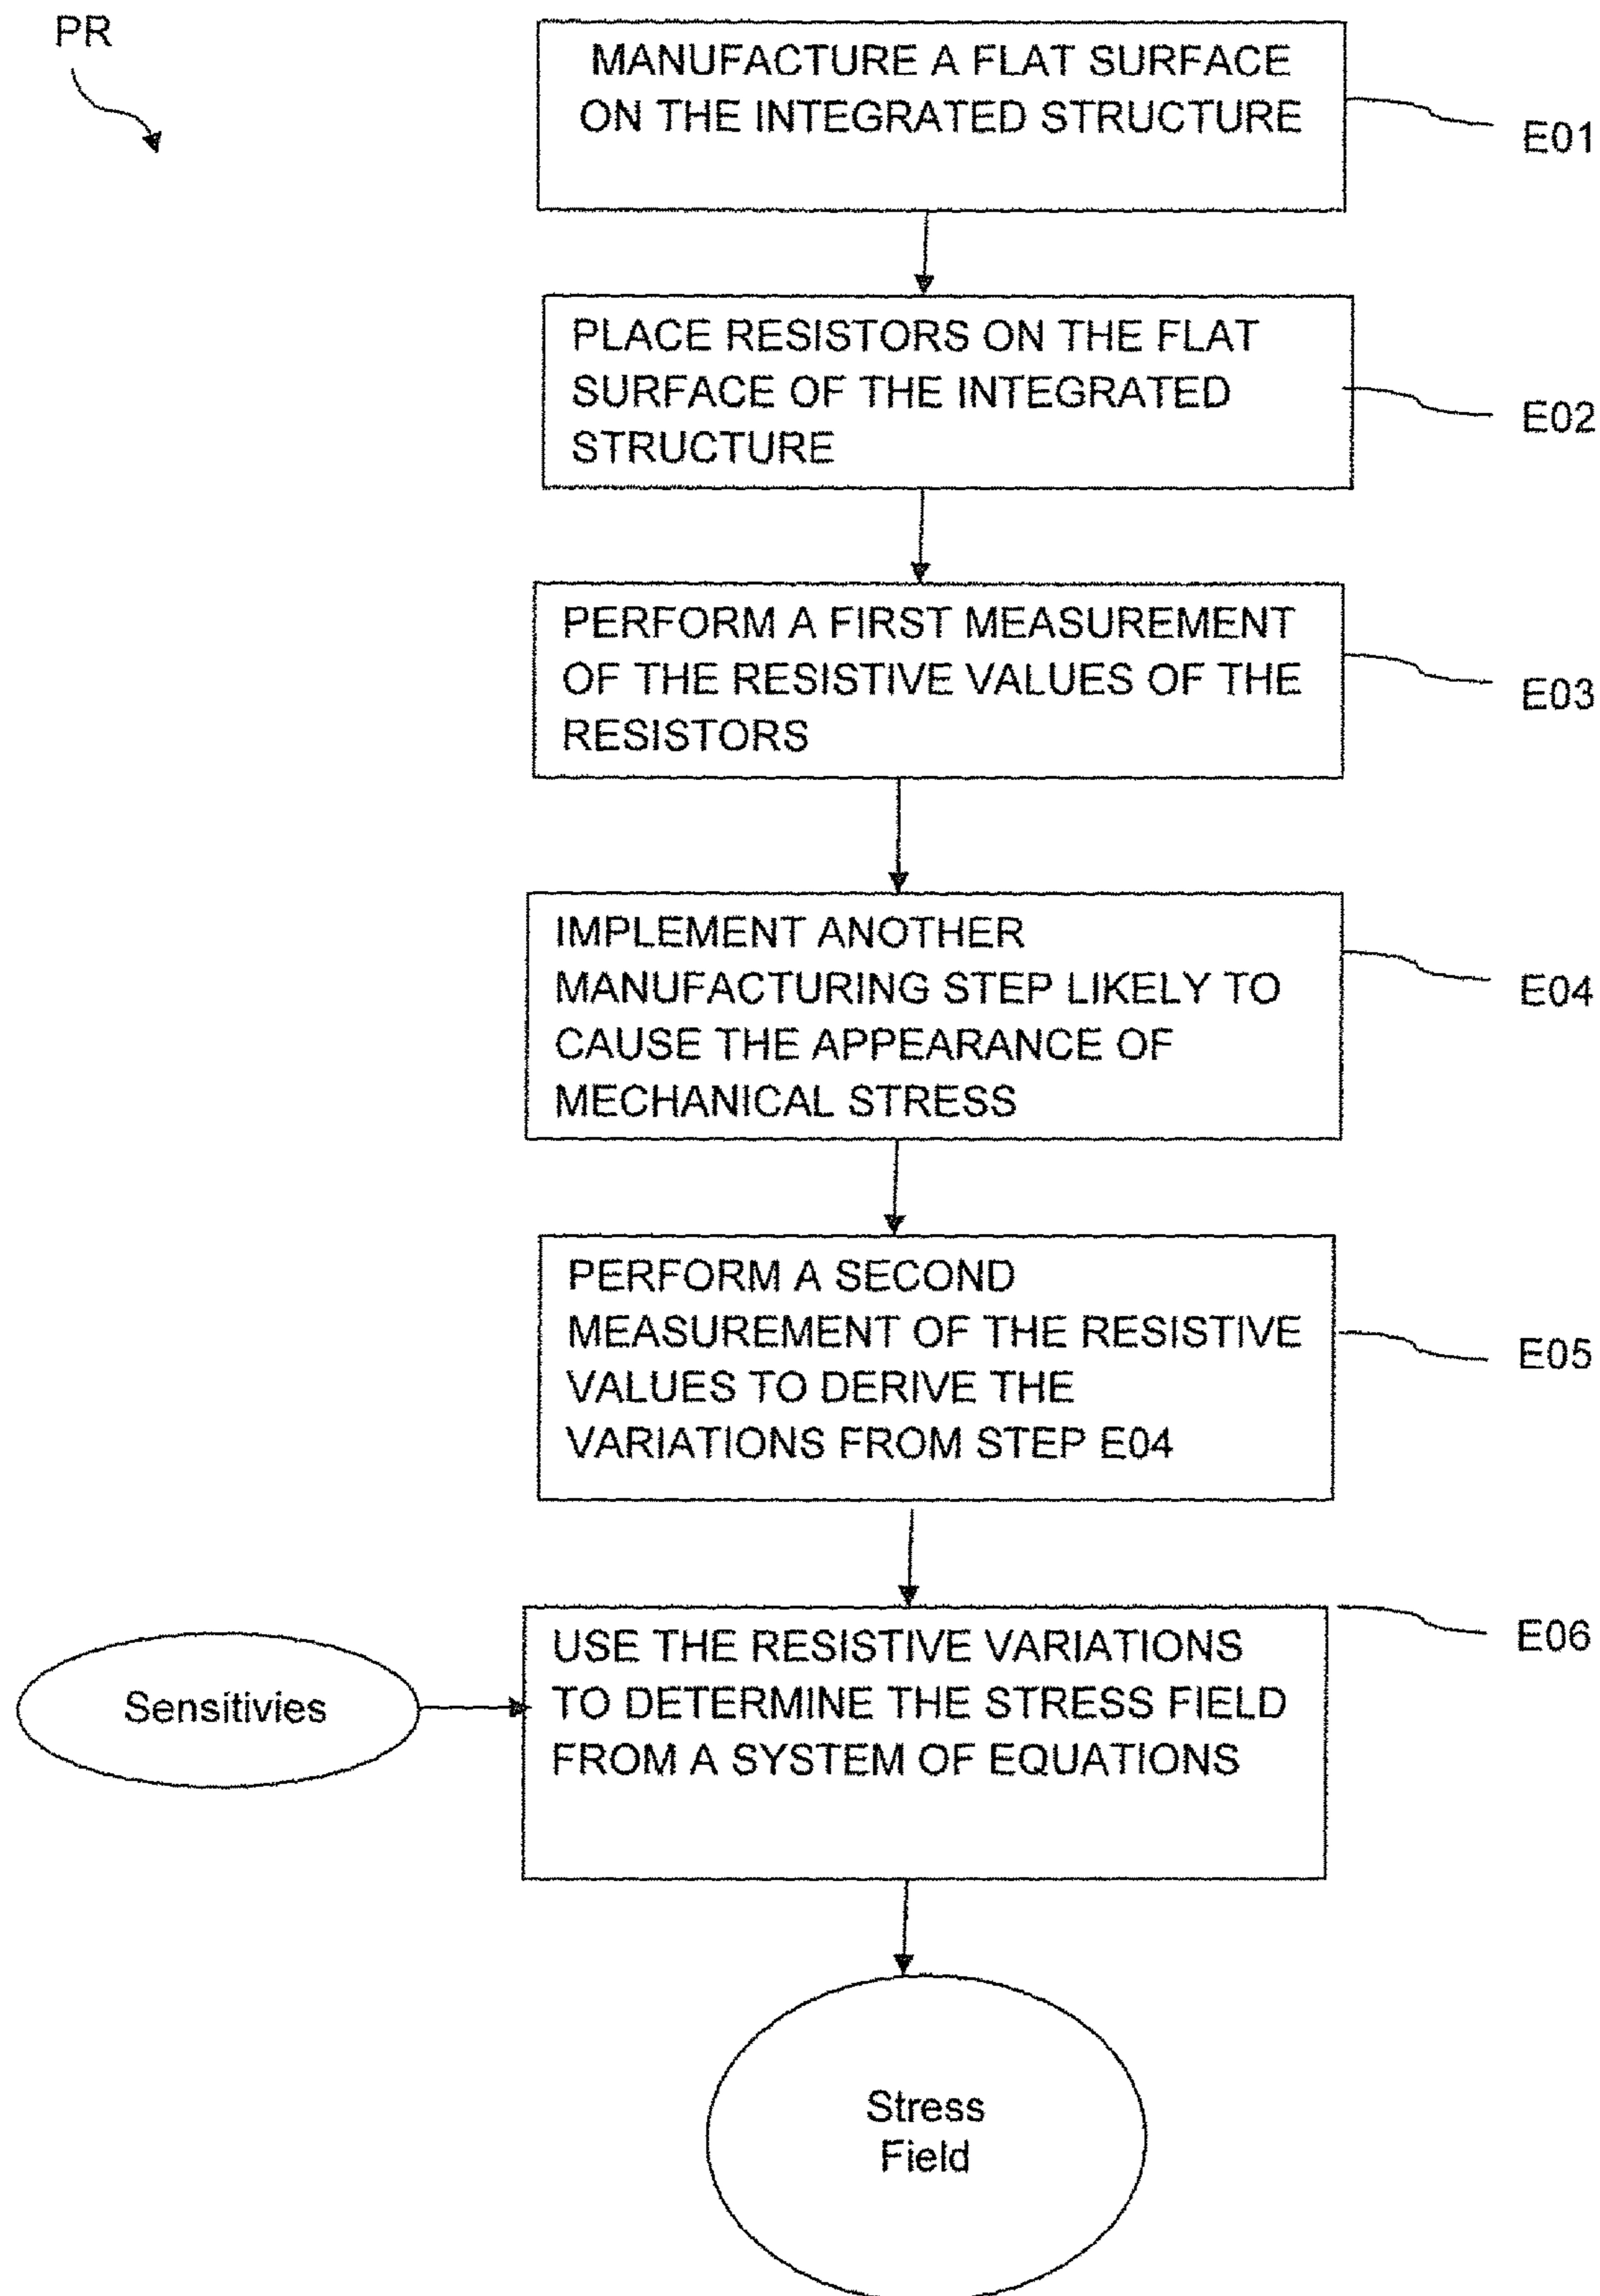 PR
MANUFACTURE A FLAT SURFACE
ON THE INTEGRATED STRUCTURE
E01
PLACE RESISTORS ON THE FLAT
SURFACE OF THE INTEGRATED
STRUCTURE
E02
PERFORM A FIRST MEASUREMENT
OF THE RESISTIVE VALUES OF THE
RESISTORS
E03
IMPLEMENT ANOTHER
MANUFACTURING STEP LIKELY TO
CAUSE THE APPEARANCE OF
MECHANICAL STRESS
E04
PERFORM A SECOND
MEASUREMENT OF THE RESISTIVE
VALUES TO DERIVE THE
VARIATIONS FROM STEP E04
E05
USE THE RESISTIVE VARIATIONS
TO DETERMINE THE STRESS FIELD
FROM A SYSTEM OF EQUATIONS
E06
Sensitivies
Stress
Field